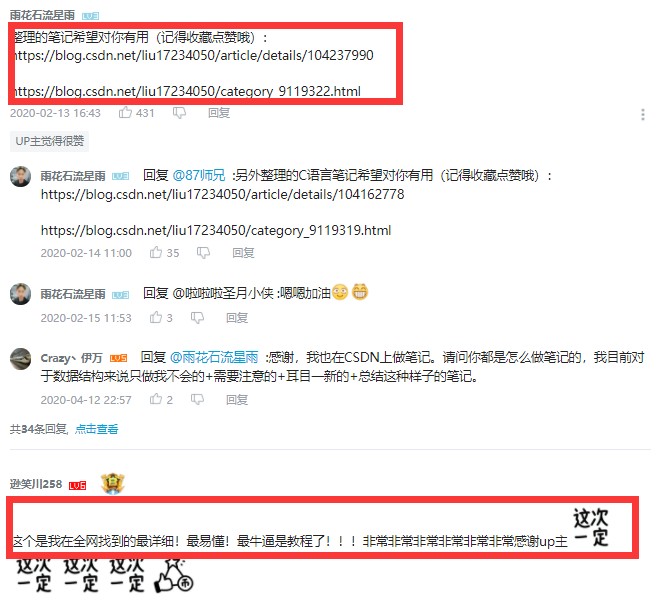 雨花石流星雨 LV5
整理的笔记希望对你有用（记得收藏点赞哦）：
https://blog.csdn.net/liu17234050/article/details/104237990
https://blog.csdn.net/liu17234050/category_9119322.html
2020-02-13 16:43 431 回复
UP主觉得很赞
雨花石流星雨 LV5 回复 @87师兄 :另外整理的C语言笔记希望对你有用（记得收藏点赞哦）：
https://blog.csdn.net/liu17234050/article/details/104162778
https://blog.csdn.net/liu17234050/category_9119319.html
2020-02-14 11:00 35 回复
雨花石流星雨 LV5 回复 @啦啦啦圣月小侠 :嗯嗯加油
2020-02-15 11:53 3 回复
Crazy丶伊万 LV5 回复 @雨花石流星雨 :感谢，我也在CSDN上做笔记。请问你都是怎么做笔记的，我目前对
于数据结构来说只做我不会的+需要注意的+耳目一新的+总结这种样子的笔记。
2020-04-12 22:57 2 回复
共34条回复, 点击查看
逊笑川258
这个是我在全网找到的最详细！最易懂！最牛逼是教程了！！！非常非常非常非常非常非常感谢up主 这次一定
这次一定 这次一定 这次一定